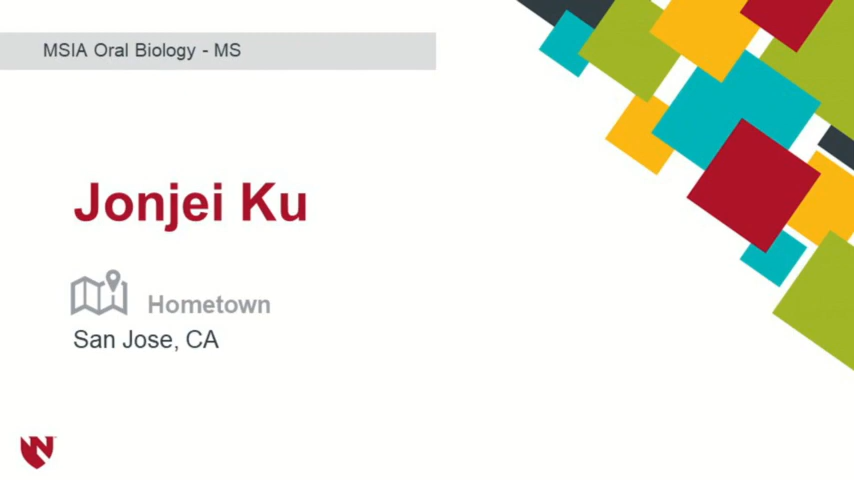 MSIA Oral Biology - MS
Jonjei Ku
Hometown
San Jose, CA